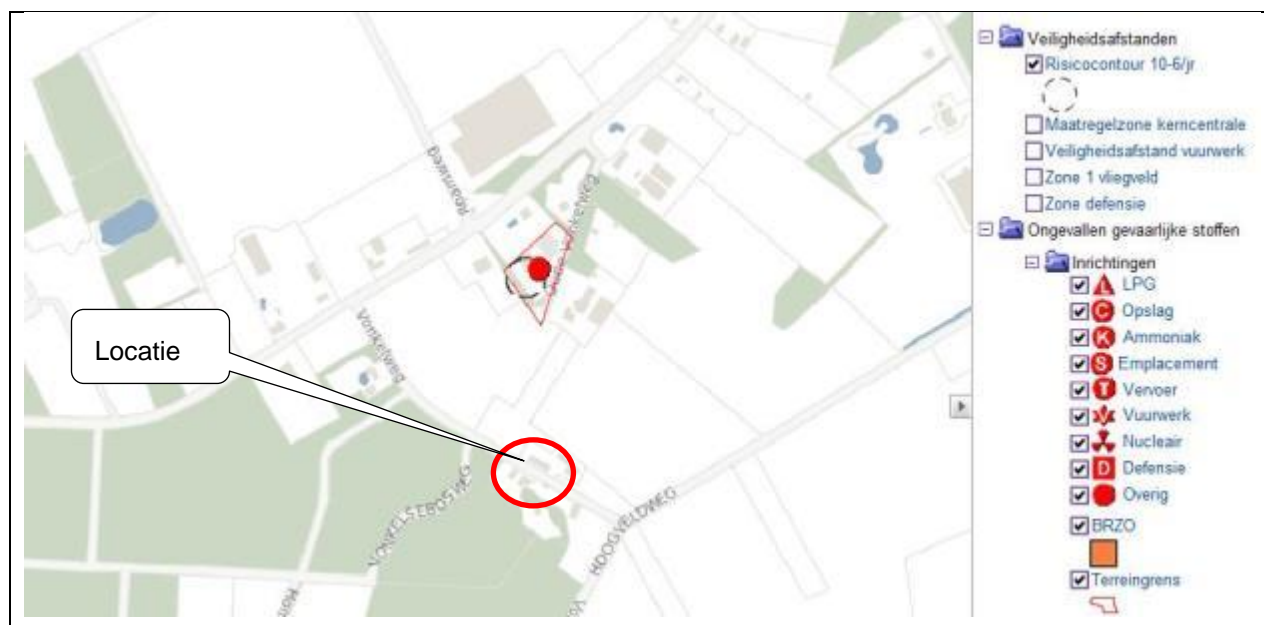 Locatie
Vonkelweg
HOOGVELDWEG
Veiligheidsafstanden
Risicocontour 10-6/jr
Maatregelzone kerncentrale
Veiligheidsafstand vuurwerk
Zone 1 vliegveld
Zone defensie
Ongevallen gevaarlijke stoffen
Inrichtingen
L LPG
C Opslag
K Ammoniak
S Emplacement
T Vervoer
V Vuurwerk
Nucleair
D Defensie
Overig
BRZO
Terreingrens